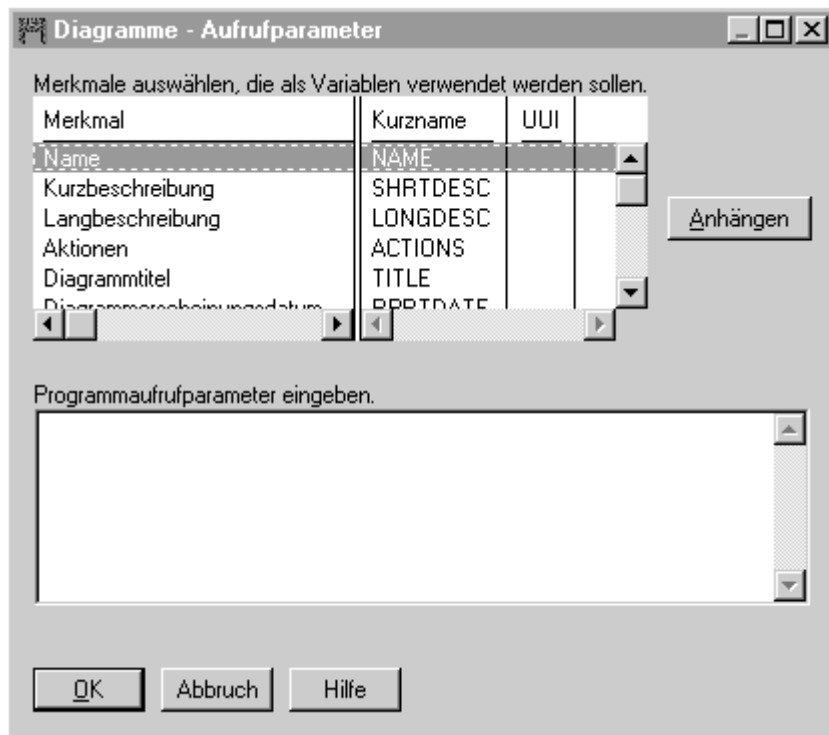 Diagramme - Aufrufparameter
Merkmale auswählen, die als Variablen verwendet werden sollen.
Merkmal Kurzname UUI
Name NAME
Kurzbeschreibung SHRTDESC
Langbeschreibung LONGDESC
Aktionen ACTIONS
Diagrammtitel TITLE
Anhängen
Programmaufrufparameter eingeben.
OK Abbruch Hilfe